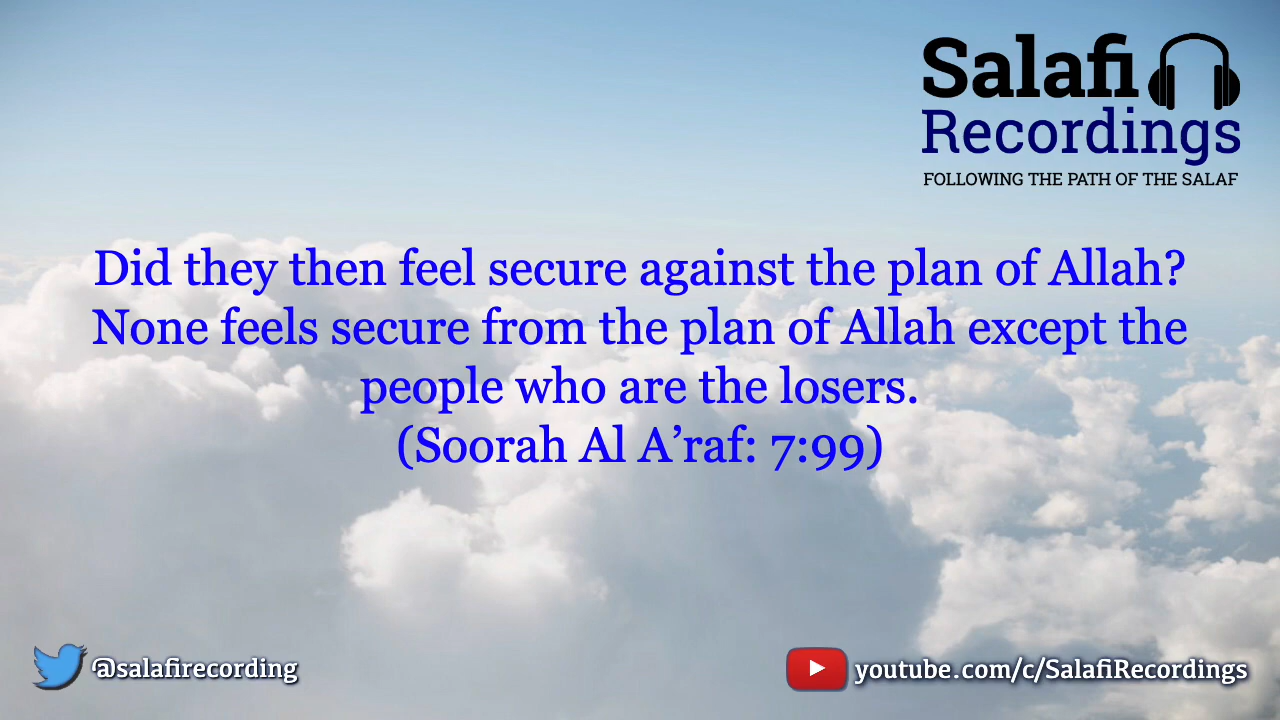 Salafi
Recordings
FOLLOWING THE PATH OF THE SALAF
Did they then feel secure against the plan of Allah?
None feels secure from the plan of Allah except the
people who are the losers.
(Soorah Al A’raf: 7:99)
@salafirecording
youtube.com/c/SalafiRecordings